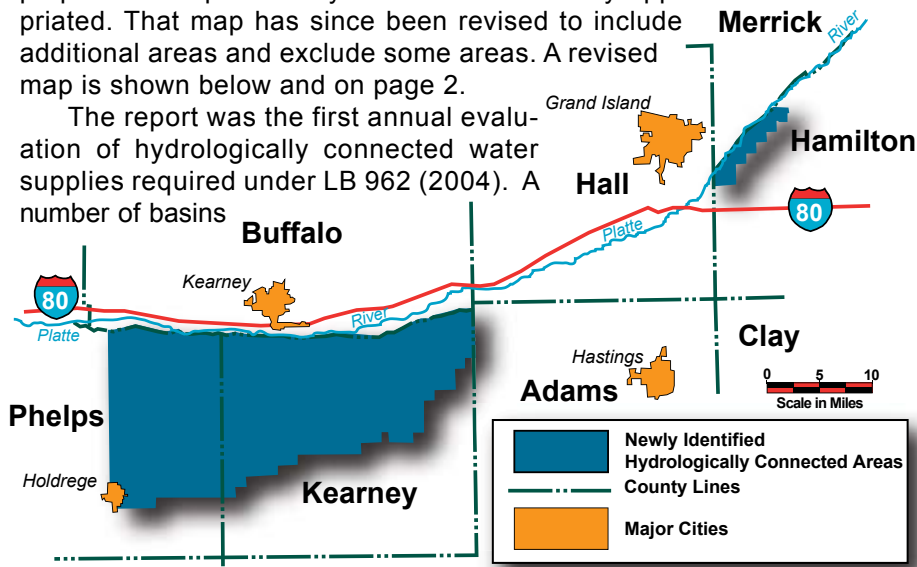 priated. That map has since been revised to include
additional areas and exclude some areas. A revised
map is shown below and on page 2.
The report was the first annual evalu-
ation of hydrologically connected water
supplies required under LB 962 (2004). A
number of basins
Merrick
River
Grand Island
Hamilton
Hall
80
Buffalo
Platte
Kearney
80
River
Platte
Clay
Hastings
Adams
0 5 10
Scale in Miles
Phelps
Holdrege
Kearney
Newly Identified
Hydrologically Connected Areas
County Lines
Major Cities